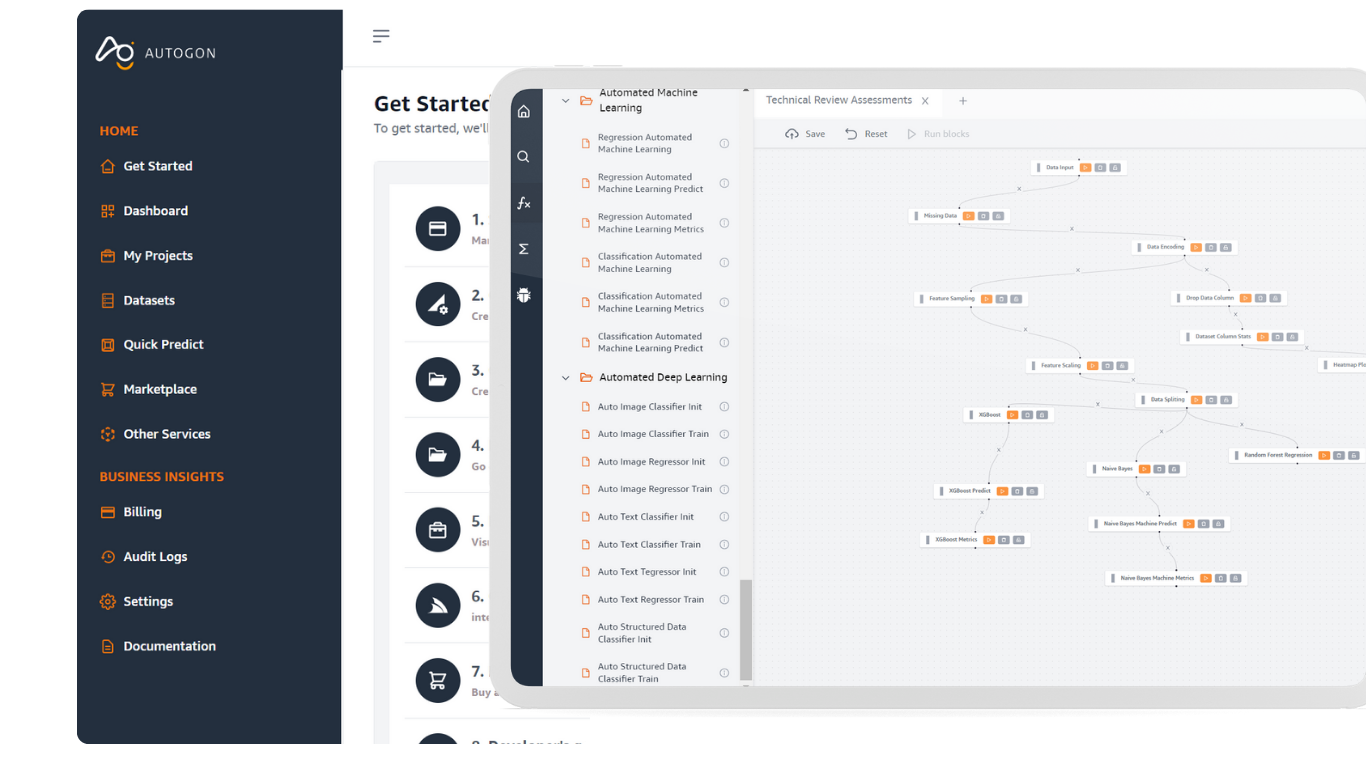 AUTOGON
HOME
Get Started
Dashboard
My Projects
Datasets
Quick Predict
Marketplace
Other Services
BUSINESS INSIGHTS
Billing
Audit Logs
Settings
Documentation
Get Started
To get started, we'll
1.
2.
Cre
3.
Cre
4.
Go
5.
6.
inte
7.
Buy a
Automated Machine
Learning
Regression Automated
Machine Learning
Regression Automated
Machine Learning Predict
Regression Automated
Machine Learning Metrics
Classification Automated
Machine Learning
Classification Automated
Machine Learning Metrics
Classification Automated
Machine Learning Predict
Automated Deep Learning
Auto Image Classifier Init
Auto Image Classifier Train
Auto Image Regressor Init
Auto Image Regressor Train
Auto Text Classifier Init
Auto Text Classifier Train
Auto Text Tegressor Init
Auto Text Regressor Train
Auto Structured Data
Classifier Init
Auto Structured Data
Classifier Train
Technical Review Assessments X +
Save Reset Run blocks
Data Input
Missing Data
Data Encoding
Feature Sampling
Drop Data Column
Dataset Column Stats
Heatmap Plo
Feature Scaling
Data Spliting
XGBoost
Random Forest Regression
Naive Bayes
XGBoost Predict
Naive Bayes Machine Predict
XGBoost Metrics
Naive Bayes Machine Metrics